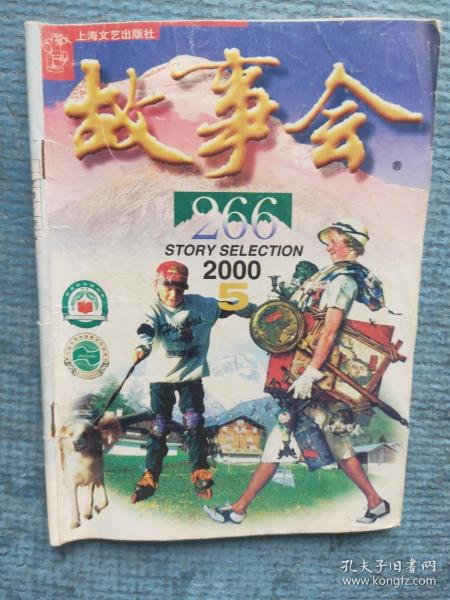 上海文艺出版社
故事会
®
266
STORY SELECTION
2000
5
孔夫子旧书网
www.kongfz.com